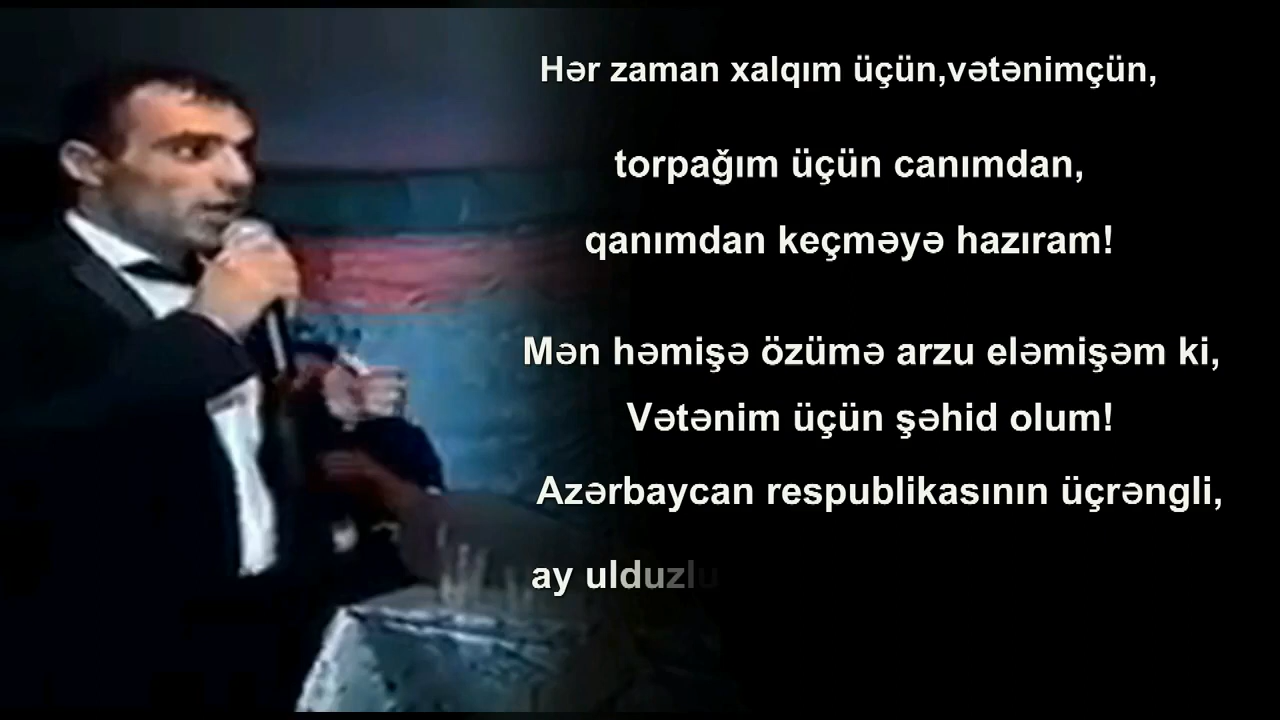 Hər zaman xalqım üçün,vətənimçün,
torpağım üçün canımdan,
qanımdan keçməyə hazıram!
Mən həmişə özümə arzu eləmişəm ki,
Vətənim üçün şəhid olum!
Azərbaycan respublikasının üçrəngli,
ay ulduzlu